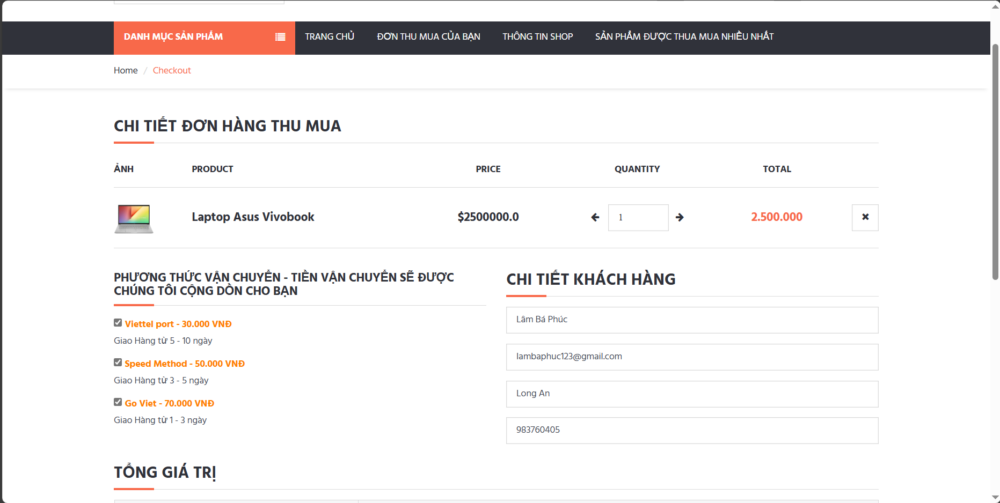 DANH MỤC SẢN PHẨM
TRANG CHỦ
ĐƠN THU MUA CỦA BẠN
THÔNG TIN SHOP
SẢN PHẨM ĐƯỢC THUA MUA NHIỀU NHẤT
Home / Checkout
CHI TIẾT ĐƠN HÀNG THU MUA
ẢNH PRODUCT PRICE QUANTITY TOTAL
Laptop Asus Vivobook $2500000.0 1 2.500.000
PHƯƠNG THỨC VẬN CHUYỂN - TIỀN VẬN CHUYỂN SẼ ĐƯỢC
CHÚNG TÔI CỘNG DỒN CHO BẠN
Viettel port - 30.000 VNĐ
Giao Hàng từ 5 - 10 ngày
Speed Method - 50.000 VNĐ
Giao Hàng từ 3 - 5 ngày
Go Viet - 70.000 VNĐ
Giao Hàng từ 1 - 3 ngày
CHI TIẾT KHÁCH HÀNG
Lâm Bá Phúc
lambaphuc123@gmail.com
Long An
983760405
TỔNG GIÁ TRỊ